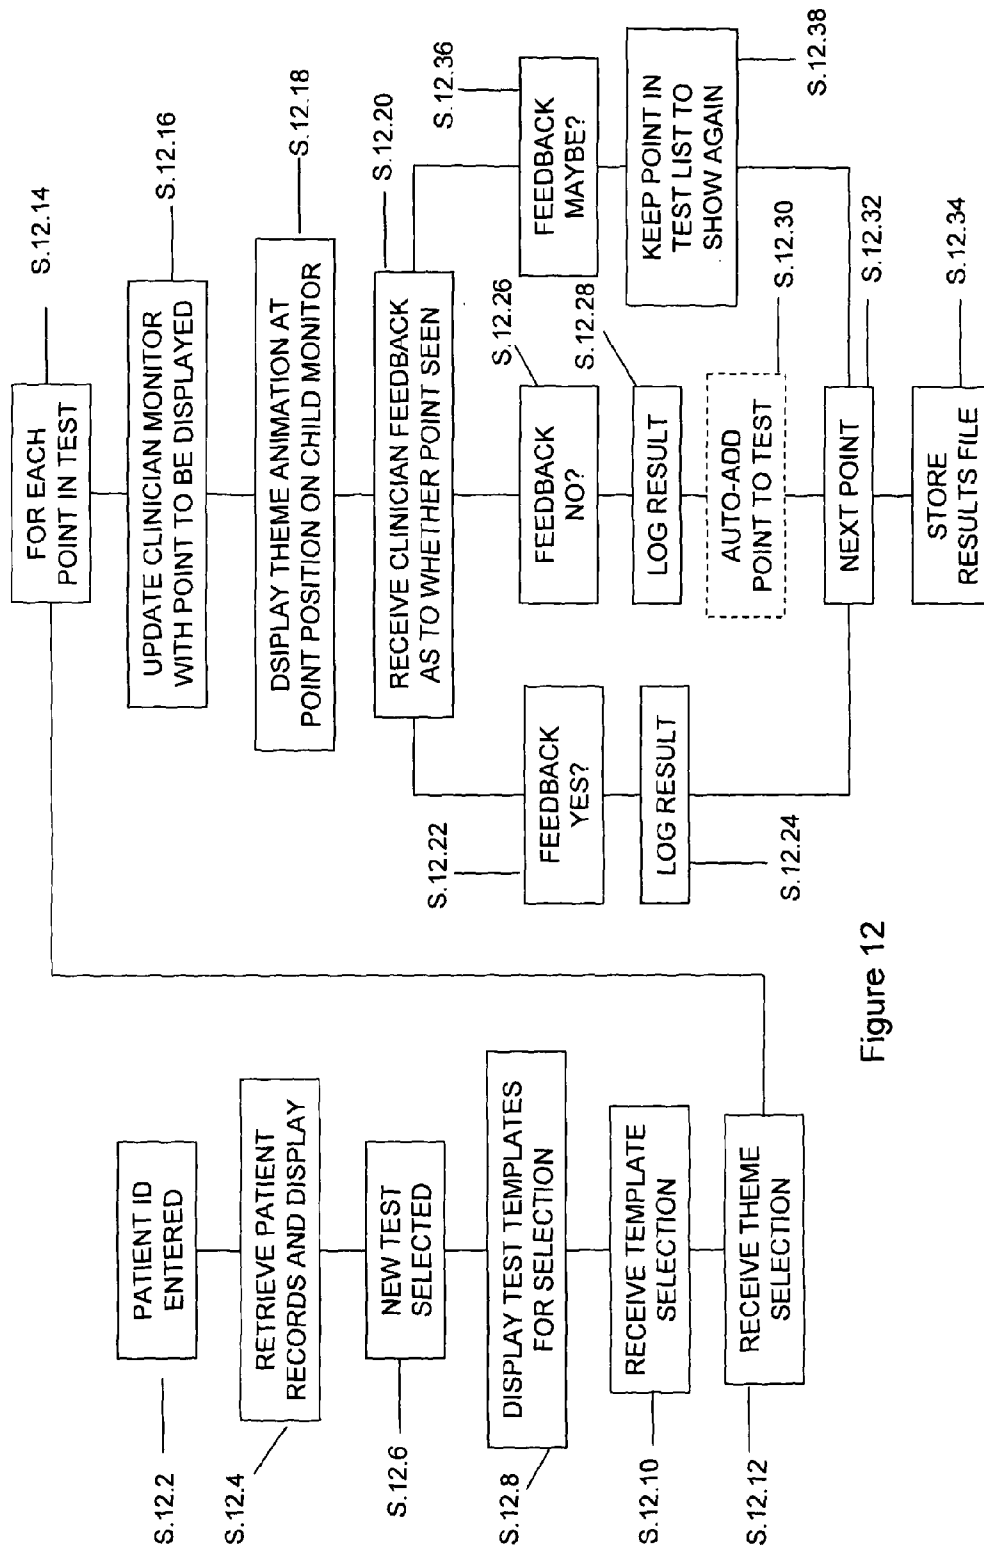 S.12.2
PATIENT ID
ENTERED
S.12.4
RETRIEVE PATIENT
RECORDS AND DISPLAY
S.12.6
NEW TEST
SELECTED
S.12.8
DISPLAY TEST TEMPLATES
FOR SELECTION
S.12.10
RECEIVE TEMPLATE
SELECTION
S.12.12
RECEIVE THEME
SELECTION
FOR EACH
POINT IN TEST
S.12.14
UPDATE CLINICIAN MONITOR
WITH POINT TO BE DISPLAYED
S.12.16
DSIPLAY THEME ANIMATION AT
POINT POSITION ON CHILD MONITOR
S.12.18
RECEIVE CLINICIAN FEEDBACK
AS TO WHETHER POINT SEEN
S.12.20
S.12.22
FEEDBACK
YES?
LOG RESULT
S.12.24
FEEDBACK
NO?
S.12.26
LOG RESULT
S.12.28
AUTO-ADD
POINT TO TEST
S.12.30
FEEDBACK
MAYBE?
S.12.36
KEEP POINT IN
TEST LIST TO
SHOW AGAIN
S.12.38
NEXT POINT
S.12.32
STORE
RESULTS FILE
S.12.34
Figure 12